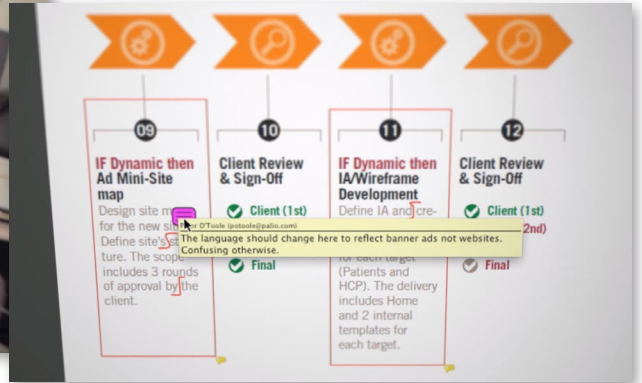 09
IF Dynamic then
Ad Mini-Site
map
Design site
for the new
Define site's
ture. The scope
includes 3 rounds
of approval by the
client.
10
Client Review
& Sign-Off
Client (1st)
Final
11
IF Dynamic then
IA/Wireframe
Development
Define IA and cre-
for each target
(Patients and
HCP). The delivery
includes Home
and 2 internal
templates for
each target.
12
Client Review
& Sign-Off
Client (1st)
2nd)
Final
O'Toole (potoole@palio.com)
The language should change here to reflect banner ads not websites.
Confusing otherwise.